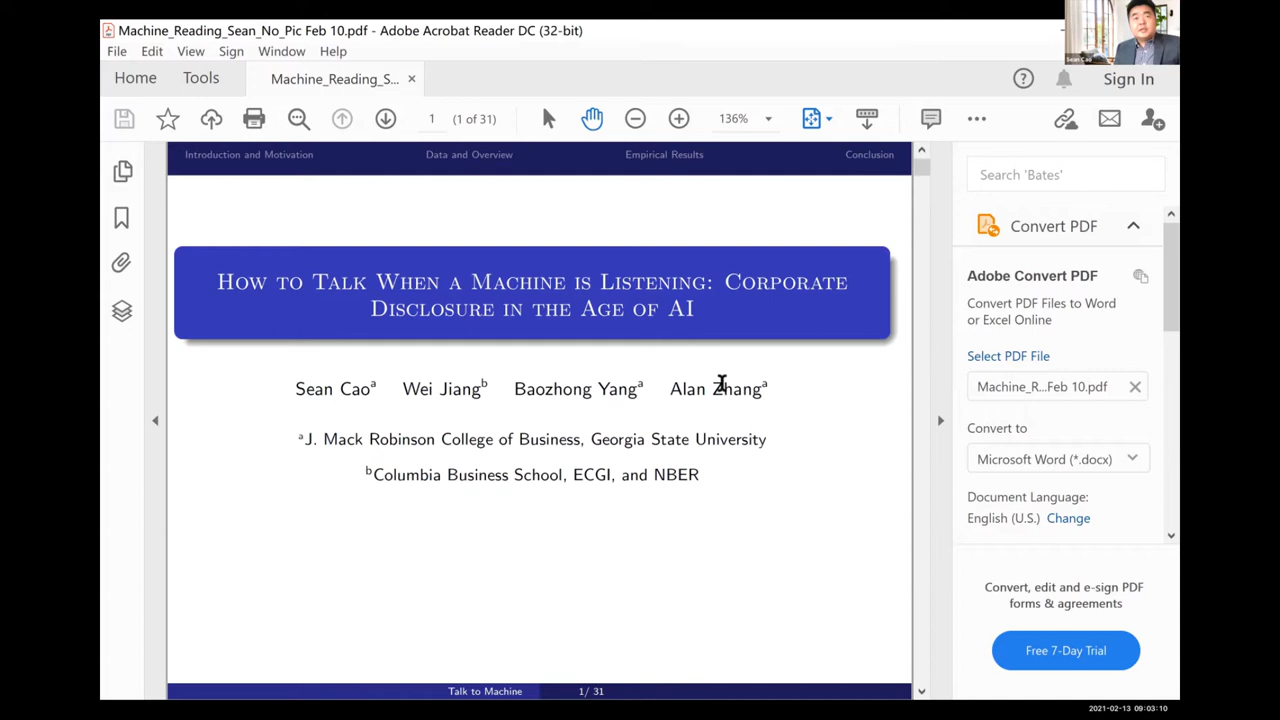 Machine_Reading_Sean_No_Pic Feb 10.pdf - Adobe Acrobat Reader DC (32-bit)
Sean Cao
File Edit View Sign Window Help
Home Tools Machine_Reading_S... × Sign In
1 (1 of 31) 136%
Introduction and Motivation Data and Overview Empirical Results Conclusion
Search 'Bates'
Convert PDF
How to Talk When a Machine is Listening: Corporate
Disclosure in the Age of AI
Sean Caoᵃ Wei Jiangᵇ Baozhong Yangᵃ Alan Zhangᵃ
ᵃJ. Mack Robinson College of Business, Georgia State University
ᵇColumbia Business School, ECGI, and NBER
Adobe Convert PDF
Convert PDF Files to Word
or Excel Online
Select PDF File
Machine_R...Feb 10.pdf
Convert to
Microsoft Word (*.docx)
Document Language:
English (U.S.) Change
Convert, edit and e-sign PDF
forms & agreements
Free 7-Day Trial
Talk to Machine 1/ 31
2021-02-13 09:03:10